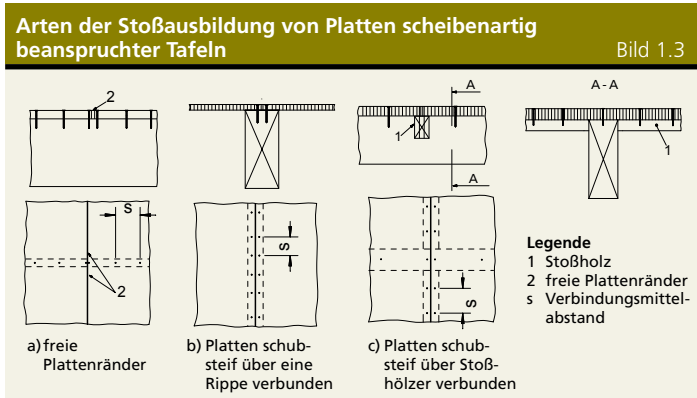 Arten der Stoßausbildung von Platten scheibenartig
beanspruchter Tafeln
Bild 1.3
2
A
A
1
A-A
1
s
2
s
s
Legende
1 Stoßholz
2 freie Plattenränder
s Verbindungsmittel-
abstand
a) freie
Plattenränder
b) Platten schub-
steif über eine
Rippe verbunden
c) Platten schub-
steif über Stoß-
hölzer verbunden